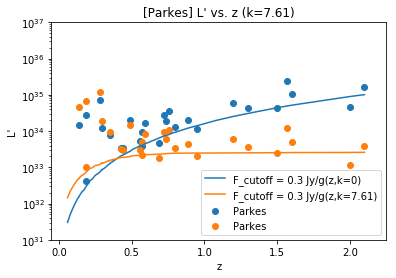 [Parkes] L' vs. z (k=7.61)
10^37
10^36
10^35
10^34
10^33
10^32
10^31
L'
F_cutoff = 0.3 Jy/g(z,k=0)
F_cutoff = 0.3 Jy/g(z,k=7.61)
Parkes
Parkes
0.0 0.5 1.0 1.5 2.0
z